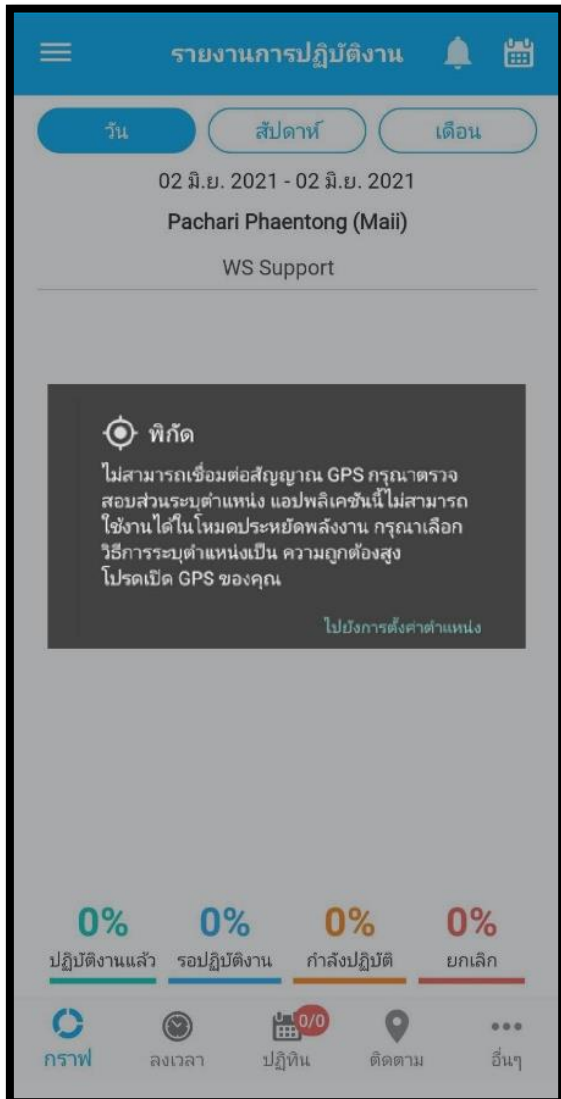 รายงานการปฏิบัติงาน
วัน สัปดาห์ เดือน
02 มิ.ย. 2021 - 02 มิ.ย. 2021
Pachari Phaentong (Maii)
WS Support
พิกัด
ไม่สามารถเชื่อมต่อสัญญาณ GPS กรุณาตรวจ
สอบส่วนระบุตำแหน่ง แอปพลิเคชันนี้ไม่สามารถ
ใช้งานได้ในโหมดประหยัดพลังงาน กรุณาเลือก
วิธีการระบุตำแหน่งเป็น ความถูกต้องสูง
โปรดเปิด GPS ของคุณ
ไปยังการตั้งค่าตำแหน่ง
0% 0% 0% 0%
ปฏิบัติงานแล้ว รอปฏิบัติงาน กำลังปฏิบัติ ยกเลิก
0/0
กราฟ ลงเวลา ปฏิทิน ติดตาม อื่นๆ